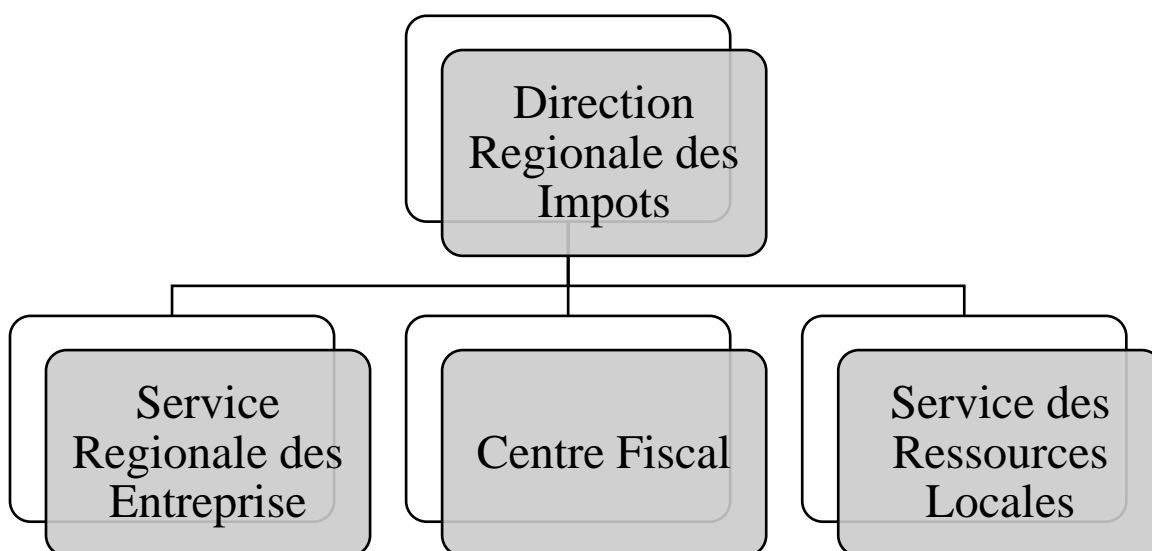 Direction
Regionale des
Impots
Service
Regionale des
Entreprise
Centre Fiscal
Service des
Ressources
Locales